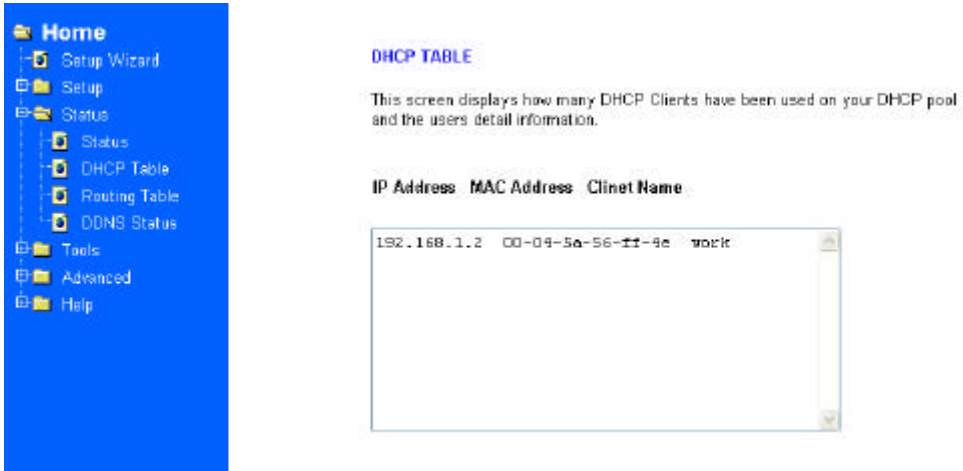 Home
Setup Wizard
Setup
Status
Status
DHCP Table
Routing Table
DDNS Status
Tools
Advanced
Help
DHCP TABLE
This screen displays how many DHCP Clients have been used on your DHCP pool
and the users detail information.
IP Address MAC Address Clinet Name
192.168.1.2 00-04-5a-56-ff-4e work